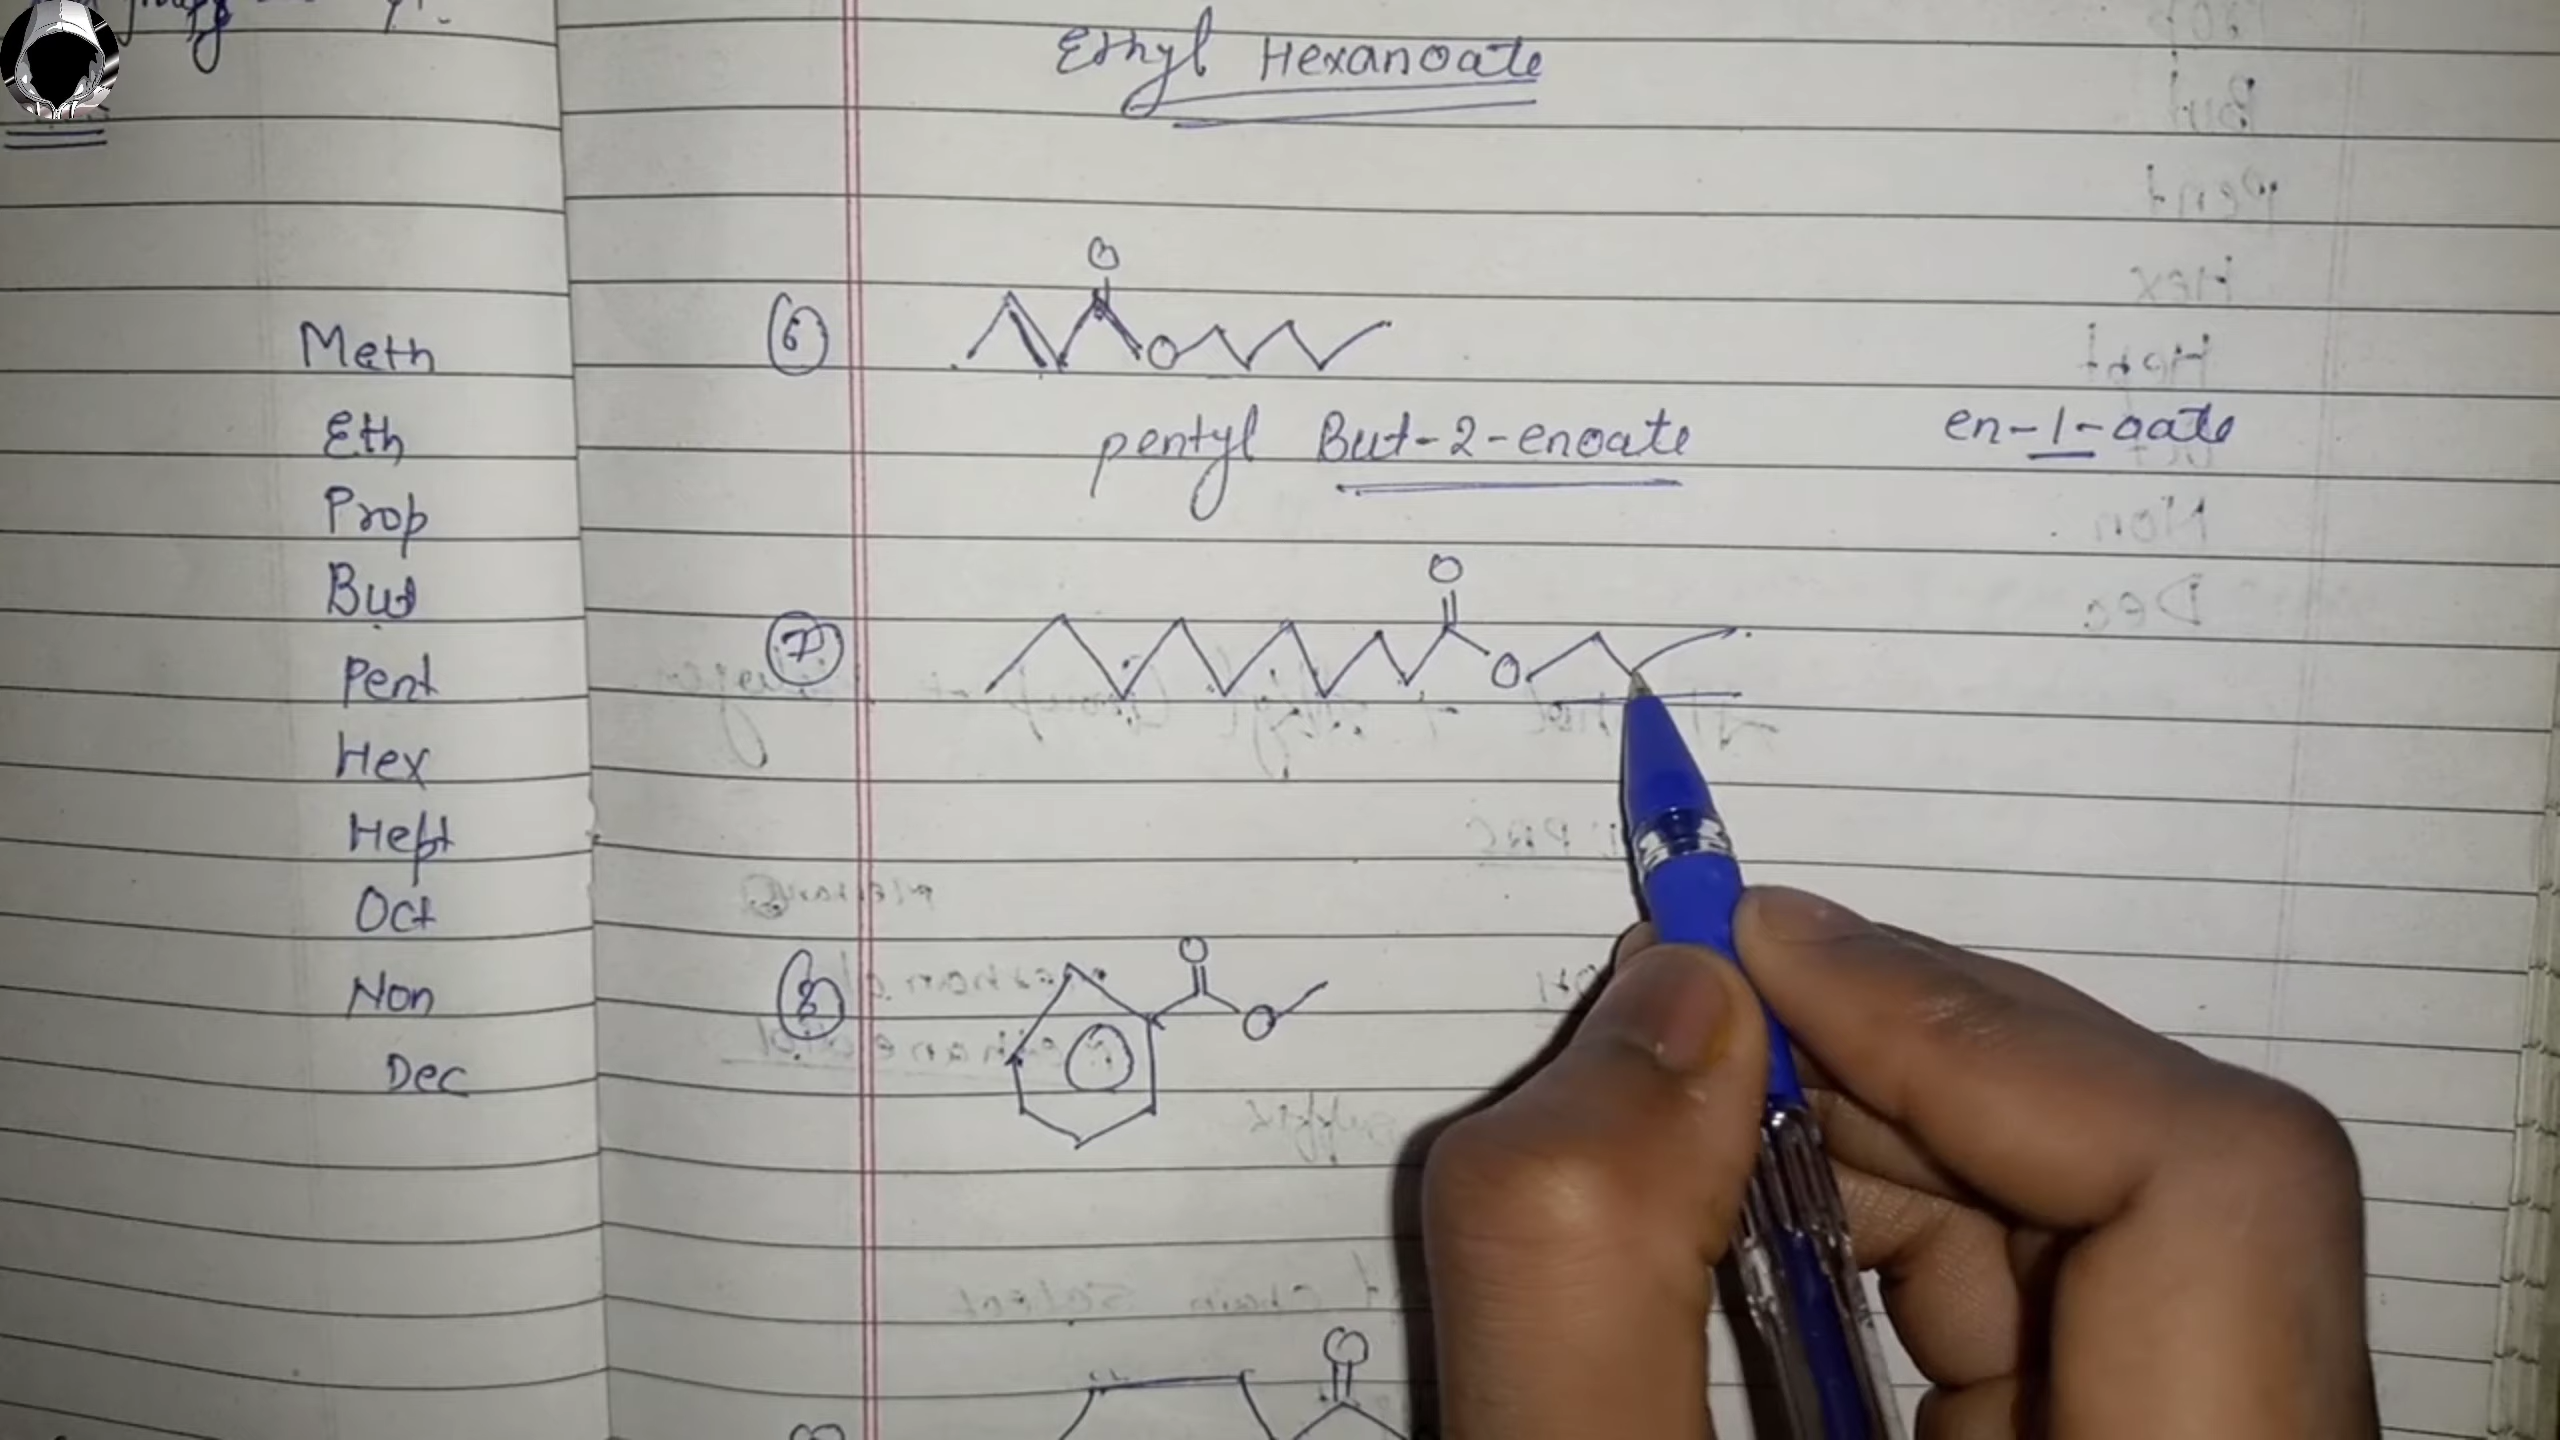 Ethyl Hexanoate
Meth
Eth
Prop
But
Pent
Hex
Hept
Oct
Non
Dec
6
O
O
pentyl But-2-enoate
en-1-oate
7
O
O
8
O
O
O